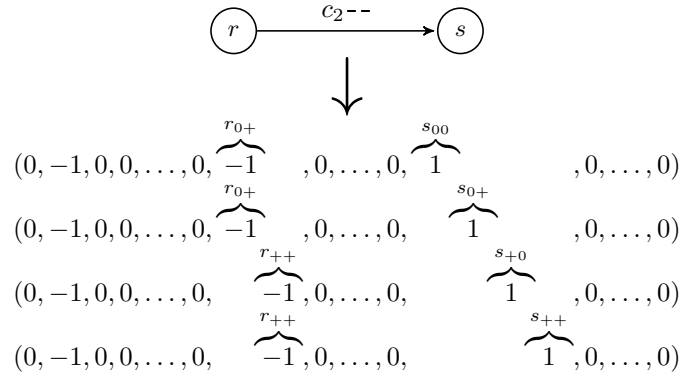 c₂--
r s
r₀₊ s₀₀
(0, −1, 0, 0, …, 0, −1 , 0, …, 0, 1 , 0, …, 0)
r₀₊ s₀₊
(0, −1, 0, 0, …, 0, −1 , 0, …, 0, 1 , 0, …, 0)
r₊₊ s₊₀
(0, −1, 0, 0, …, 0, −1 , 0, …, 0, 1 , 0, …, 0)
r₊₊ s₊₊
(0, −1, 0, 0, …, 0, −1 , 0, …, 0, 1 , 0, …, 0)